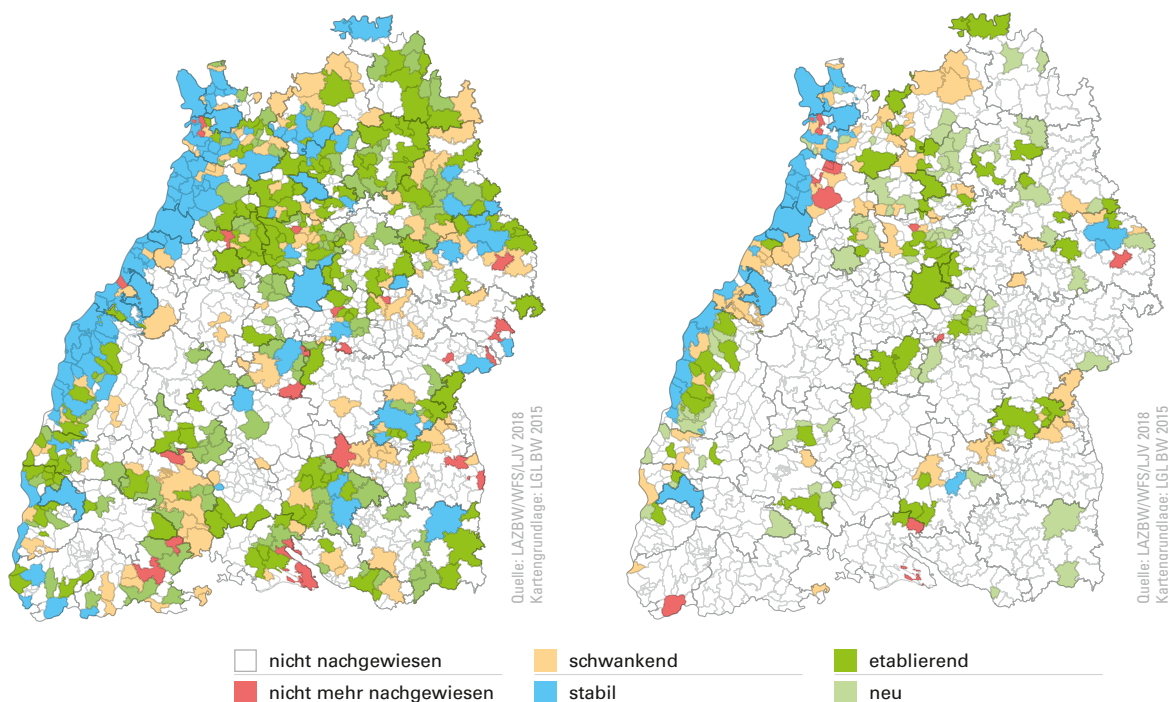 Quelle: LAZBW/WFS/LJV 2018
Kartengrundlage: LGL BW 2015
Quelle: LAZBW/WFS/LJV 2018
Kartengrundlage: LGL BW 2015
nicht nachgewiesen
schwankend
etablierend
nicht mehr nachgewiesen
stabil
neu